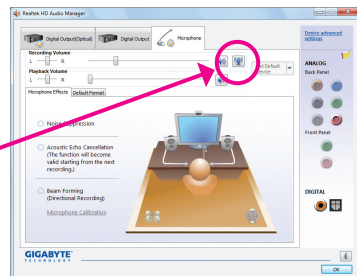 Realtek HD Audio Manager
Digital Output(Optical)
Digital Output
Microphone
Device advanced settings
Recording Volume
L
R
Set Default Device
Playback Volume
L
R
Microphone Effects
Default Format
Noise Suppression
Acoustic Echo Cancellation
(The function will become
valid starting from the next
recording.)
Beam Forming
(Directional Recording)
Microphone Calibration
ANALOG
Back Panel
Front Panel
DIGITAL
GIGABYTE
TECHNOLOGY
OK